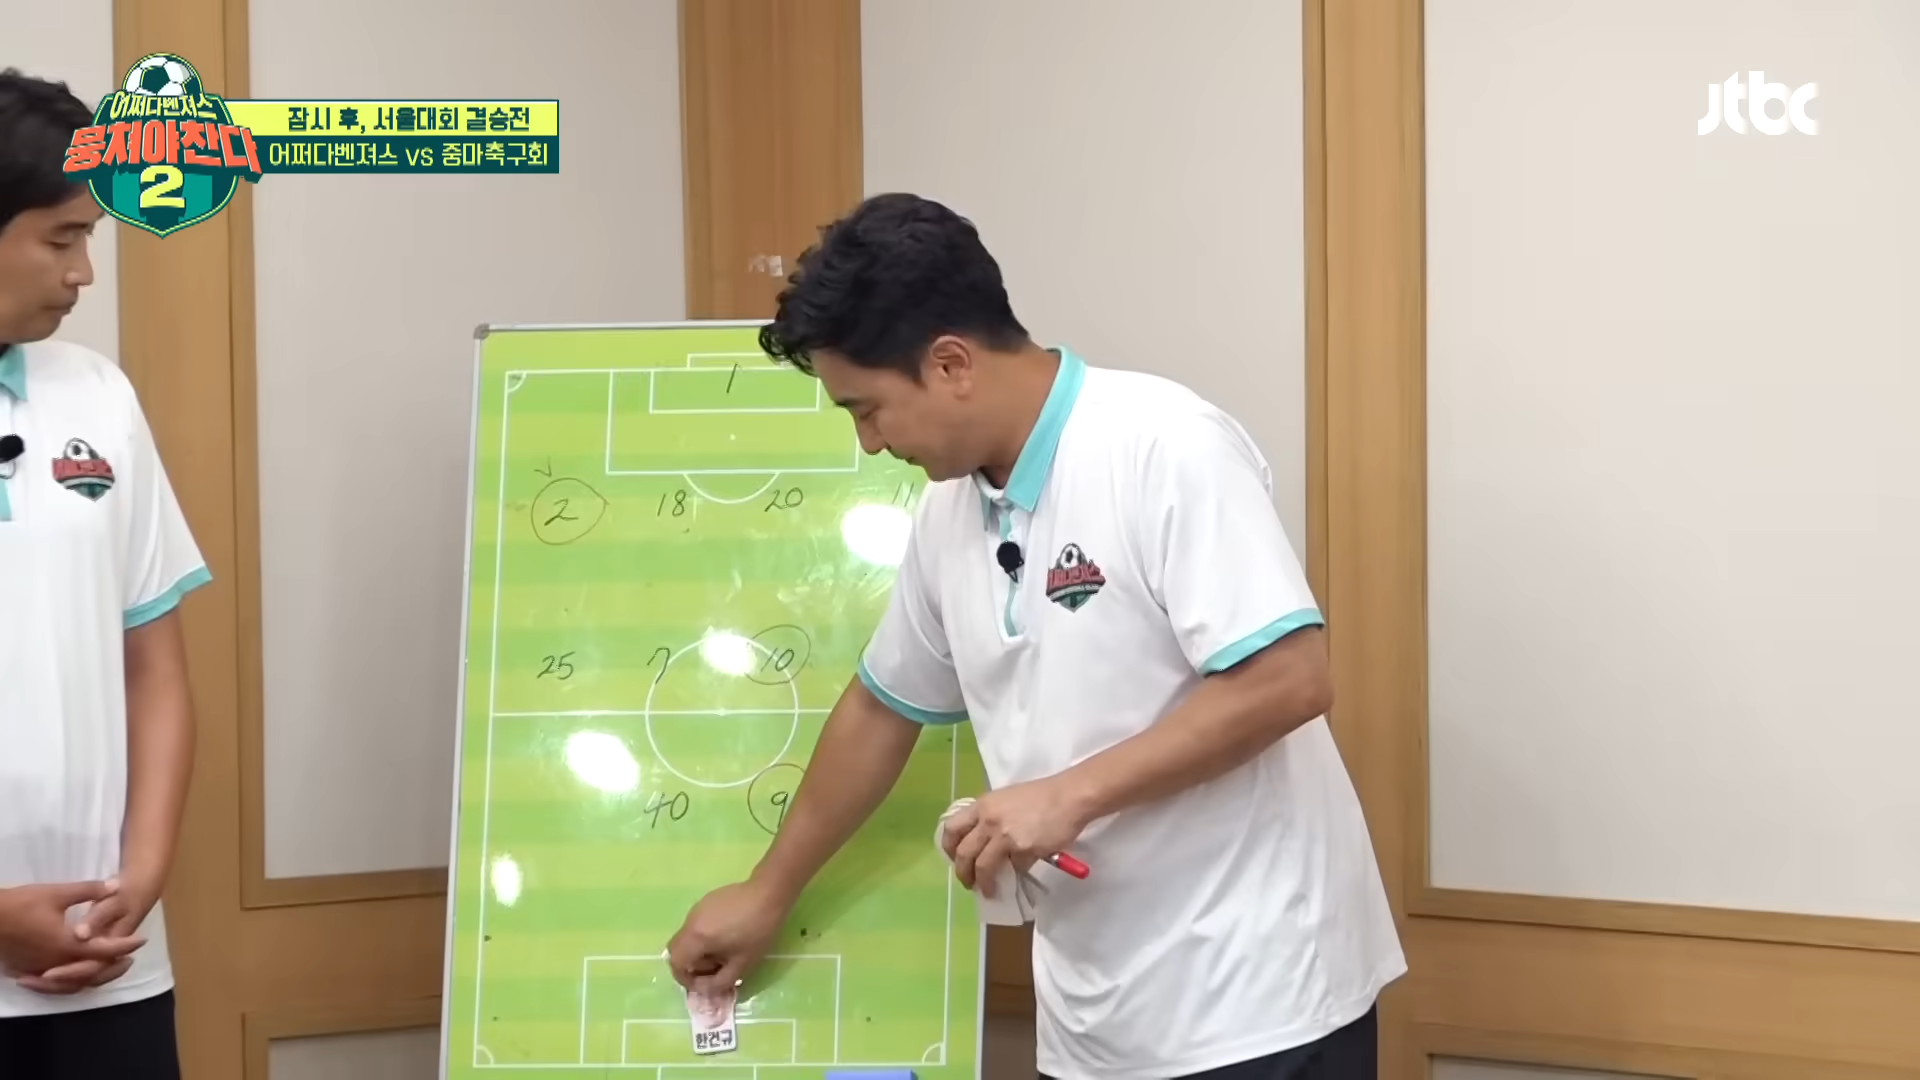 어쩌다벤져스
뭉쳐야찬다
2
잠시 후, 서울대회 결승전
어쩌다벤져스 vs 중마축구회
jtbc
1
2 18 20 11
25 7 10
40 9
한건규